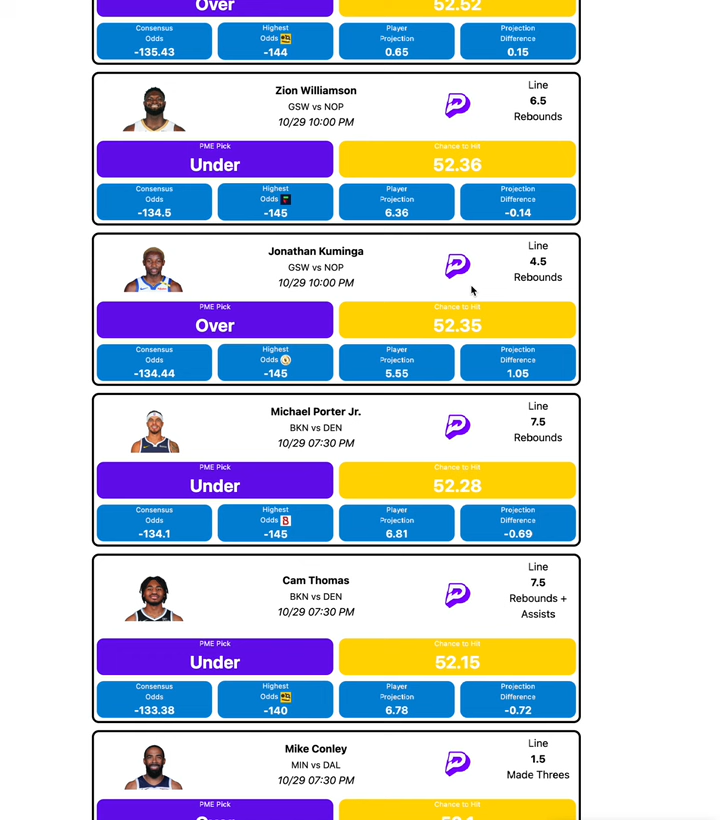 Over
52.52
Consensus
Odds
-135.43
Highest
Odds
-144
Player
Projection
0.65
Projection
Difference
0.15
Zion Williamson
GSW vs NOP
10/29 10:00 PM
Line
6.5
Rebounds
PME Pick
Under
Chance to Hit
52.36
Consensus
Odds
-134.5
Highest
Odds
-145
Player
Projection
6.36
Projection
Difference
-0.14
Jonathan Kuminga
GSW vs NOP
10/29 10:00 PM
Line
4.5
Rebounds
PME Pick
Over
Chance to Hit
52.35
Consensus
Odds
-134.44
Highest
Odds
-145
Player
Projection
5.55
Projection
Difference
1.05
Michael Porter Jr.
BKN vs DEN
10/29 07:30 PM
Line
7.5
Rebounds
PME Pick
Under
Chance to Hit
52.28
Consensus
Odds
-134.1
Highest
Odds
-145
Player
Projection
6.81
Projection
Difference
-0.69
Cam Thomas
BKN vs DEN
10/29 07:30 PM
Line
7.5
Rebounds +
Assists
PME Pick
Under
Chance to Hit
52.15
Consensus
Odds
-133.38
Highest
Odds
-140
Player
Projection
6.78
Projection
Difference
-0.72
Mike Conley
MIN vs DAL
10/29 07:30 PM
Line
1.5
Made Threes
PME Pick
Over
Chance to Hit